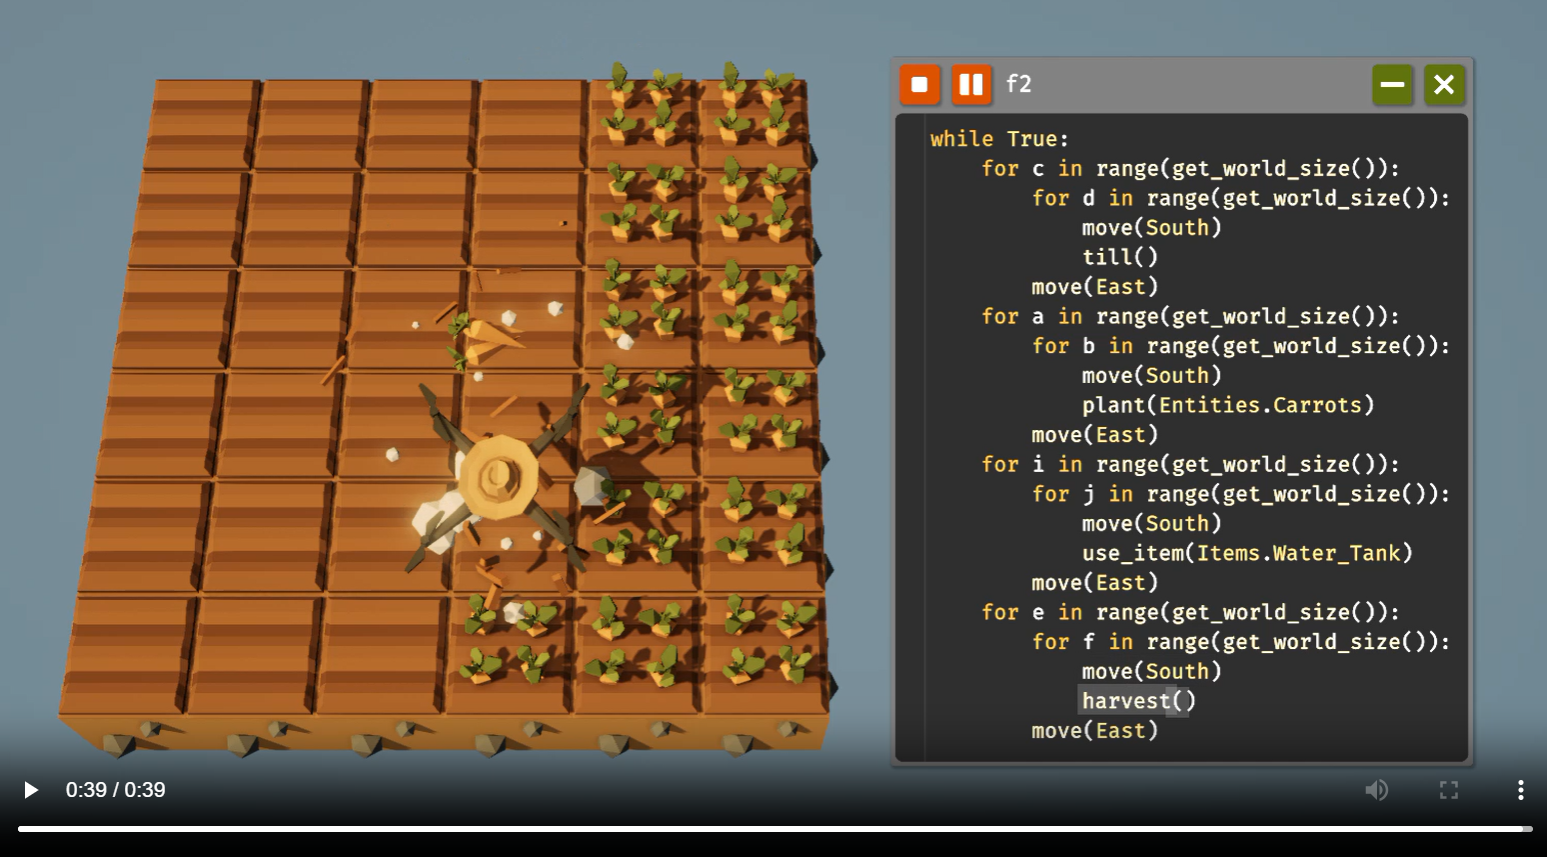 f2
while True:
    for c in range(get_world_size()):
        for d in range(get_world_size()):
            move(South)
            till()
        move(East)
    for a in range(get_world_size()):
        for b in range(get_world_size()):
            move(South)
            plant(Entities.Carrots)
        move(East)
    for i in range(get_world_size()):
        for j in range(get_world_size()):
            move(South)
            use_item(Items.Water_Tank)
        move(East)
    for e in range(get_world_size()):
        for f in range(get_world_size()):
            move(South)
            harvest()
        move(East)
0:39 / 0:39